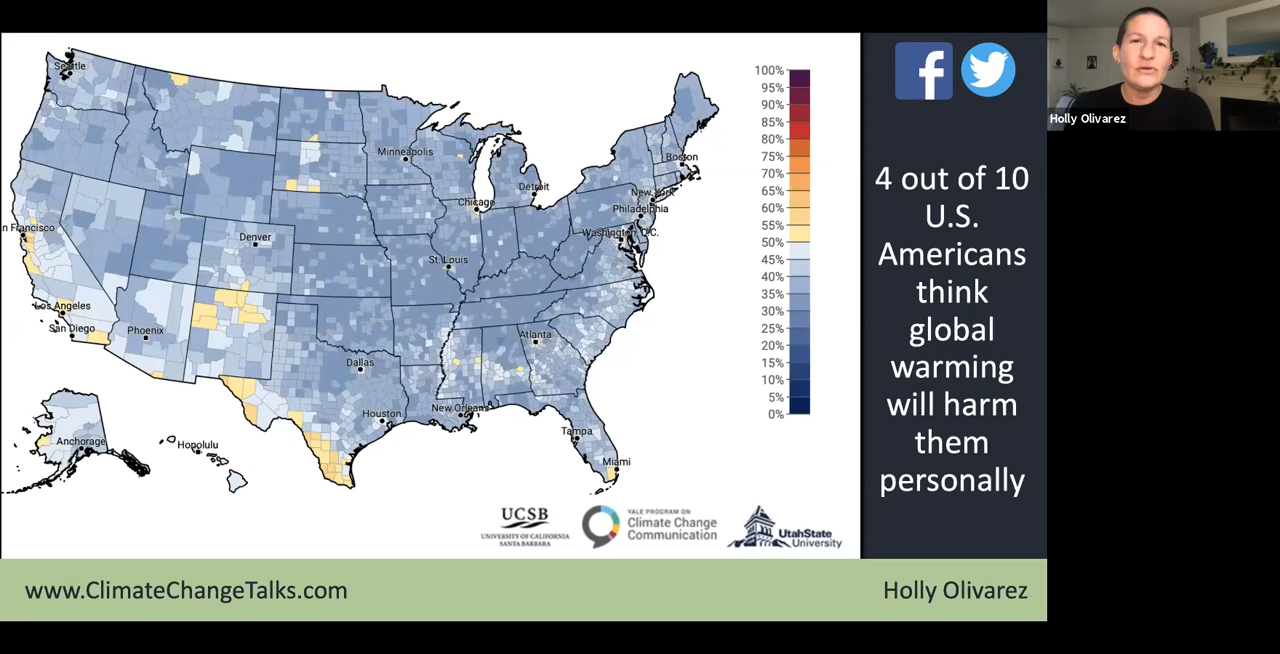 Seattle
Minneapolis
Boston
Detroit
New York
Chicago
Philadelphia
n Francisco
Washington, D.C.
Denver
St. Louis
Los Angeles
San Diego
Phoenix
Atlanta
Dallas
Houston
New Orleans
Tampa
Anchorage
Honolulu
Miami
100%
95%
90%
85%
80%
75%
70%
65%
60%
55%
50%
45%
40%
35%
30%
25%
20%
15%
10%
5%
0%
UCSB
UNIVERSITY OF CALIFORNIA
SANTA BARBARA
YALE PROGRAM ON
Climate Change
Communication
UtahState
University
f
4 out of 10
U.S.
Americans
think
global
warming
will harm
them
personally
Holly Olivarez
www.ClimateChangeTalks.com
Holly Olivarez